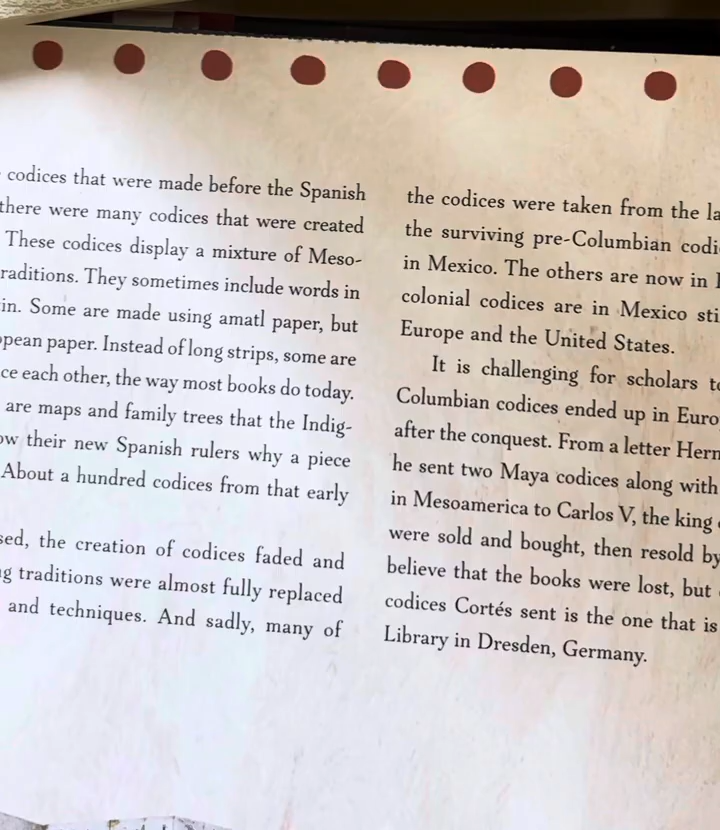 codices that were made before the Spanish
there were many codices that were created
These codices display a mixture of Meso-
raditions. They sometimes include words in
in. Some are made using amatl paper, but
pean paper. Instead of long strips, some are
ce each other, the way most books do today.
are maps and family trees that the Indig-
ow their new Spanish rulers why a piece
About a hundred codices from that early
sed, the creation of codices faded and
g traditions were almost fully replaced
and techniques. And sadly, many of
the codices were taken from the la
the surviving pre-Columbian codi
in Mexico. The others are now in
colonial codices are in Mexico sti
Europe and the United States.
It is challenging for scholars to
Columbian codices ended up in Euro
after the conquest. From a letter Hern
he sent two Maya codices along with
in Mesoamerica to Carlos V, the king
were sold and bought, then resold by
believe that the books were lost, but
codices Cortés sent is the one that is
Library in Dresden, Germany.